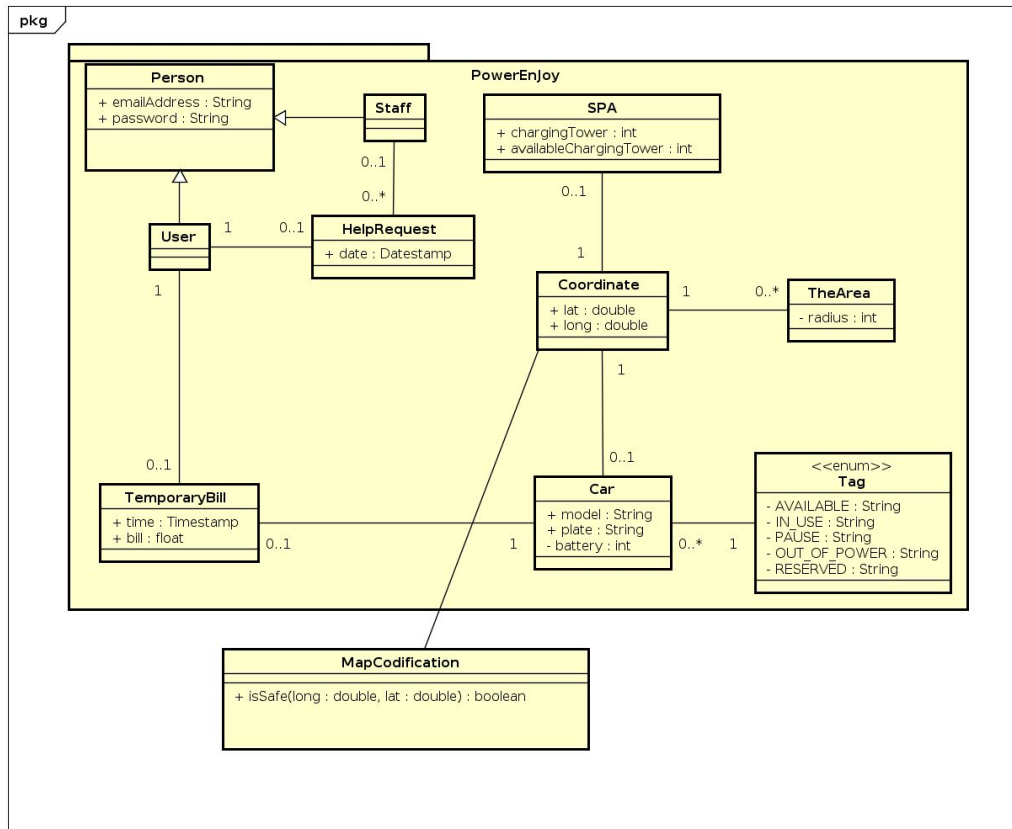 pkg
PowerEnJoy
Person
+ emailAddress : String
+ password : String
Staff
SPA
+ chargingTower : int
+ availableChargingTower : int
0..1
0..*
0..1
User
1
0..1
HelpRequest
+ date : Datestamp
1
1
Coordinate
+ lat : double
+ long : double
1
0..*
TheArea
- radius : int
1
0..1
0..1
TemporaryBill
+ time : Timestamp
+ bill : float
0..1
1
Car
+ model : String
+ plate : String
- battery : int
0..*
1
<<enum>>
Tag
- AVAILABLE : String
- IN_USE : String
- PAUSE : String
- OUT_OF_POWER : String
- RESERVED : String
MapCodification
+ isSafe(long : double, lat : double) : boolean